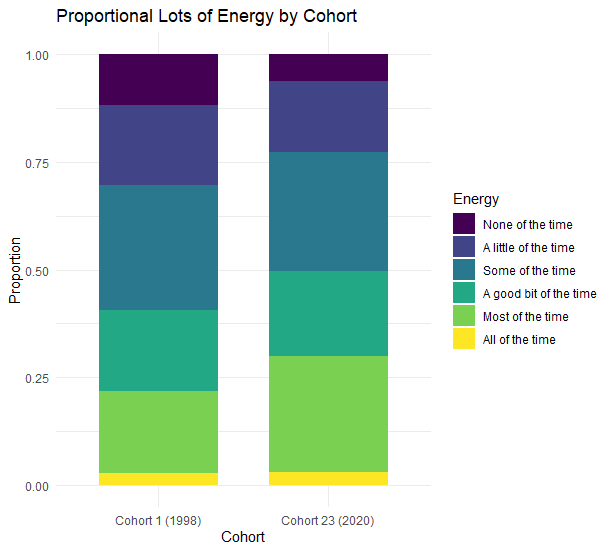 Proportional Lots of Energy by Cohort
Proportion
1.00
0.75
0.50
0.25
0.00
Cohort 1 (1998)
Cohort 23 (2020)
Cohort
Energy
None of the time
A little of the time
Some of the time
A good bit of the time
Most of the time
All of the time